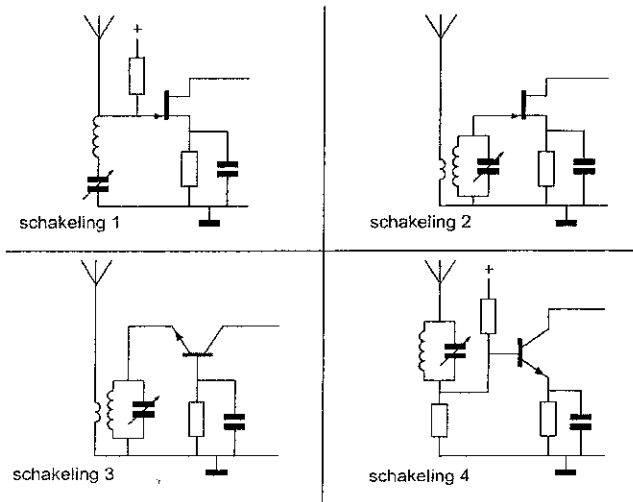 +
schakeling 1
schakeling 2
+
schakeling 3
schakeling 4